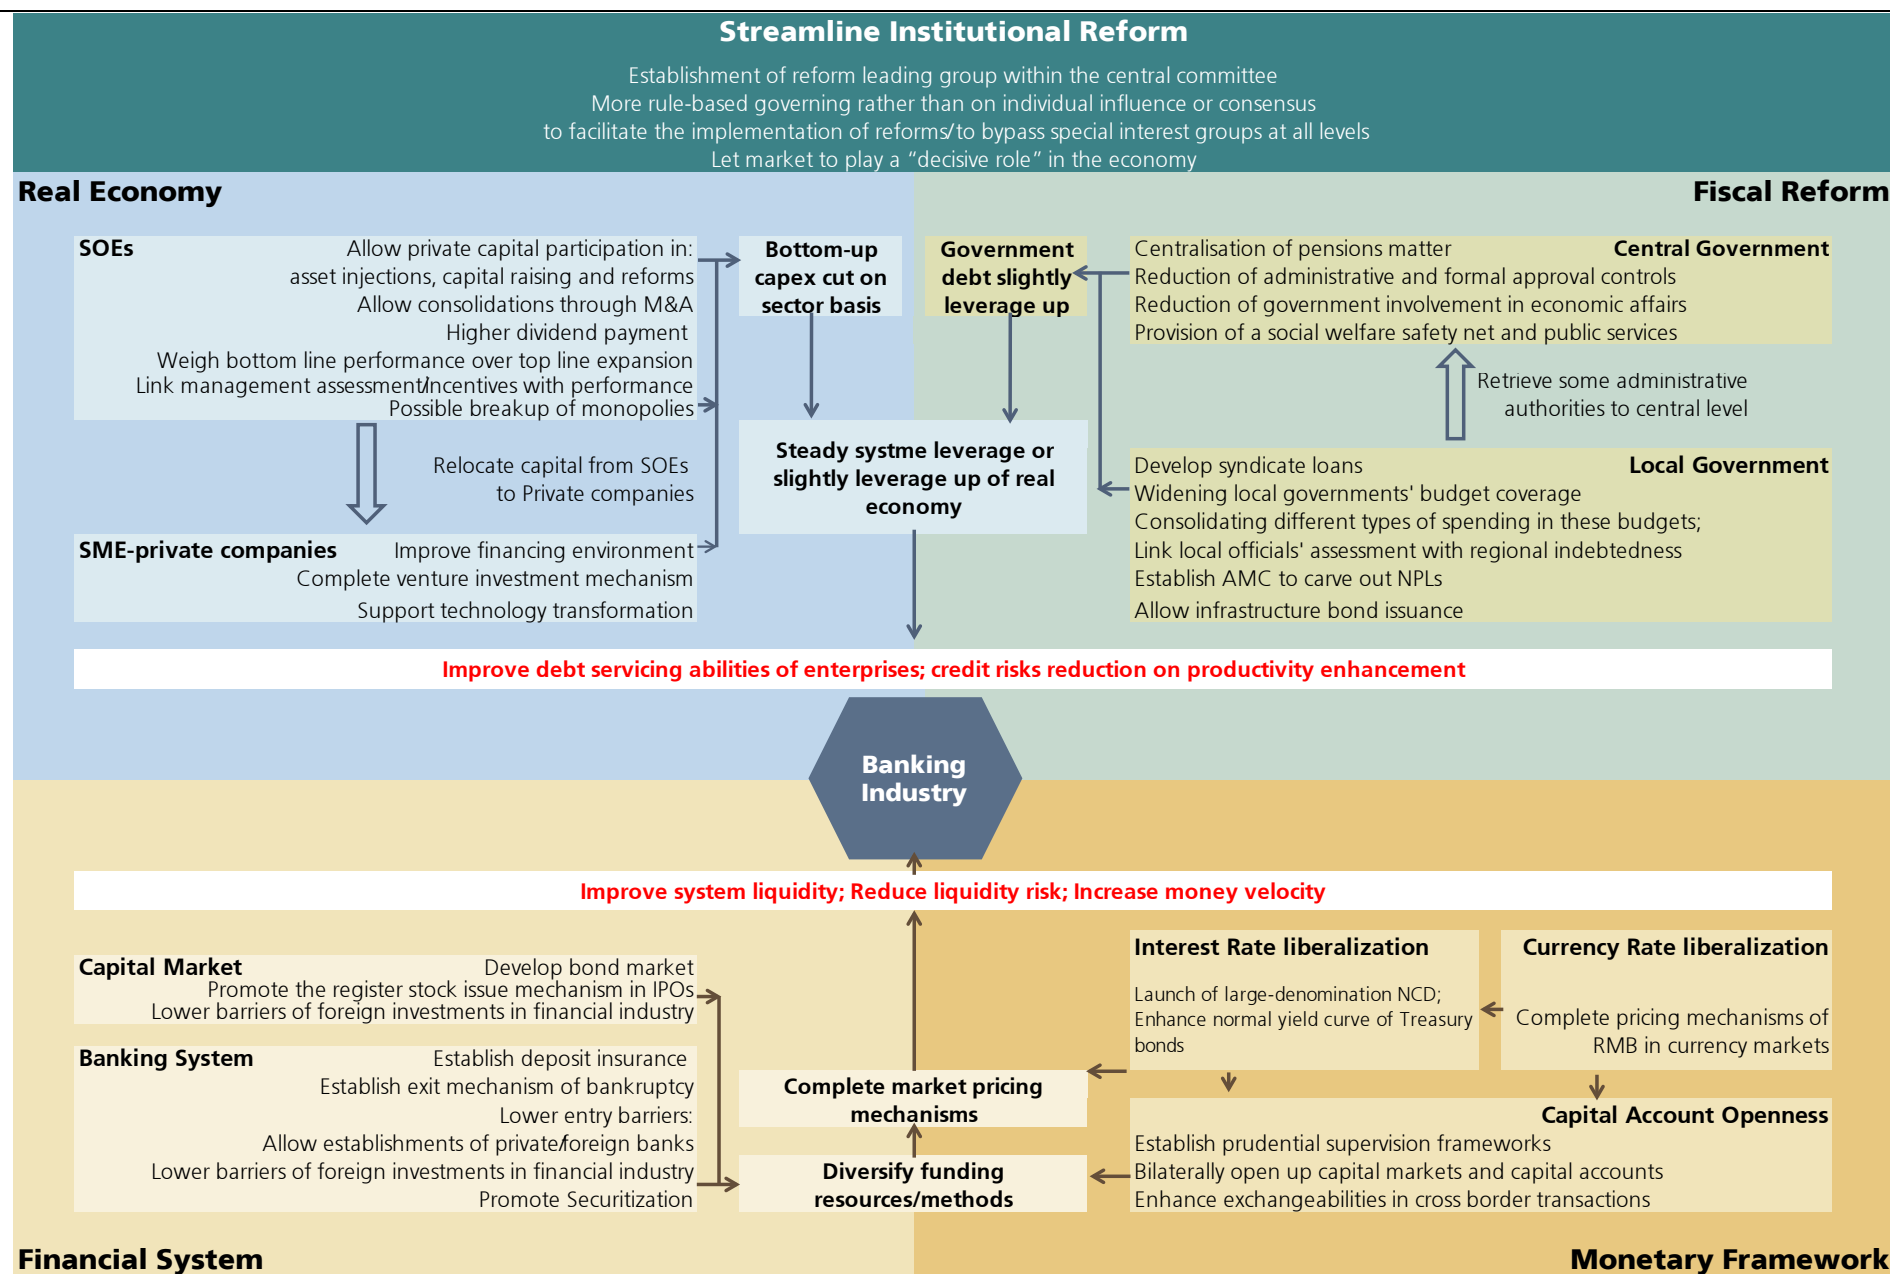 Streamline Institutional Reform
Establishment of reform leading group within the central committee
More rule-based governing rather than on individual influence or consensus
to facilitate the implementation of reforms/to bypass special interest groups at all levels
Let market to play a “decisive role” in the economy
Real Economy
Fiscal Reform
SOEs
Allow private capital participation in:
asset injections, capital raising and reforms
Allow consolidations through M&A
Higher dividend payment
Weigh bottom line performance over top line expansion
Link management assessment/incentives with performance
Possible breakup of monopolies
Relocate capital from SOEs
to Private companies
SME-private companies
Improve financing environment
Complete venture investment mechanism
Support technology transformation
Bottom-up
capex cut on
sector basis
Government
debt slightly
leverage up
Steady systme leverage or
slightly leverage up of real
economy
Central Government
Centralisation of pensions matter
Reduction of administrative and formal approval controls
Reduction of government involvement in economic affairs
Provision of a social welfare safety net and public services
Retrieve some administrative
authorities to central level
Local Government
Develop syndicate loans
Widening local governments' budget coverage
Consolidating different types of spending in these budgets;
Link local officials' assessment with regional indebtedness
Establish AMC to carve out NPLs
Allow infrastructure bond issuance
Improve debt servicing abilities of enterprises; credit risks reduction on productivity enhancement
Banking
Industry
Improve system liquidity; Reduce liquidity risk; Increase money velocity
Capital Market
Develop bond market
Promote the register stock issue mechanism in IPOs
Lower barriers of foreign investments in financial industry
Banking System
Establish deposit insurance
Establish exit mechanism of bankruptcy
Lower entry barriers:
Allow establishments of private/foreign banks
Lower barriers of foreign investments in financial industry
Promote Securitization
Complete market pricing
mechanisms
Diversify funding
resources/methods
Interest Rate liberalization
Launch of large-denomination NCD;
Enhance normal yield curve of Treasury
bonds
Currency Rate liberalization
Complete pricing mechanisms of
RMB in currency markets
Capital Account Openness
Establish prudential supervision frameworks
Bilaterally open up capital markets and capital accounts
Enhance exchangeabilities in cross border transactions
Financial System
Monetary Framework